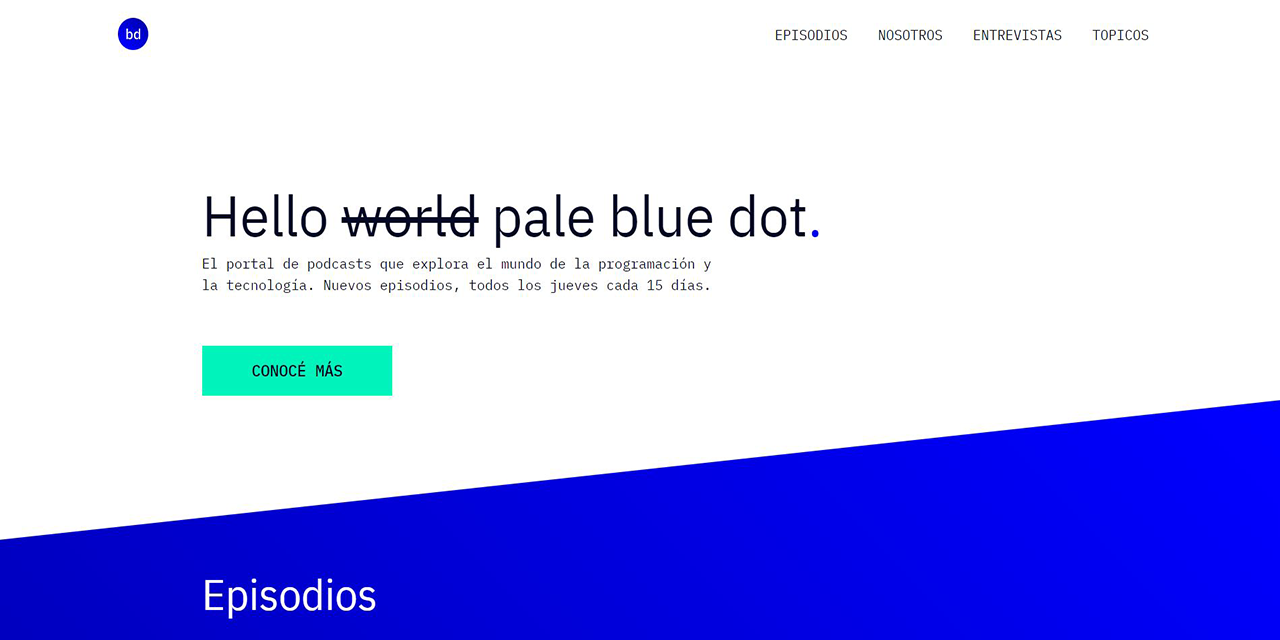 bd
EPISODIOS NOSOTROS ENTREVISTAS TOPICOS
Hello world pale blue dot.
El portal de podcasts que explora el mundo de la programación y
la tecnología. Nuevos episodios, todos los jueves cada 15 días.
CONOCÉ MÁS
Episodios